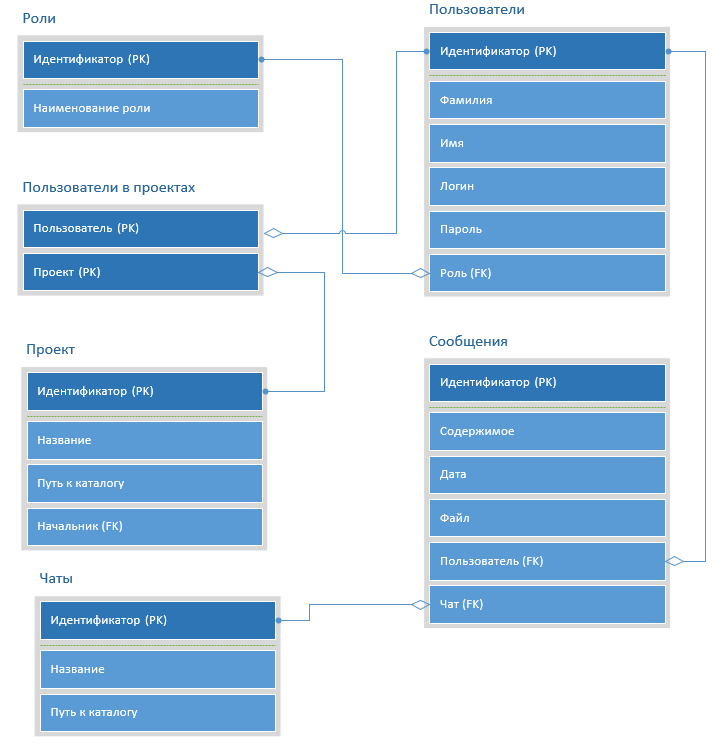 Роли
Идентификатор (PK)
Наименование роли
Пользователи в проектах
Пользователь (PK)
Проект (PK)
Проект
Идентификатор (PK)
Название
Путь к каталогу
Начальник (FK)
Чаты
Идентификатор (PK)
Название
Путь к каталогу
Пользователи
Идентификатор (PK)
Фамилия
Имя
Логин
Пароль
Роль (FK)
Сообщения
Идентификатор (PK)
Содержимое
Дата
Файл
Пользователь (FK)
Чат (FK)